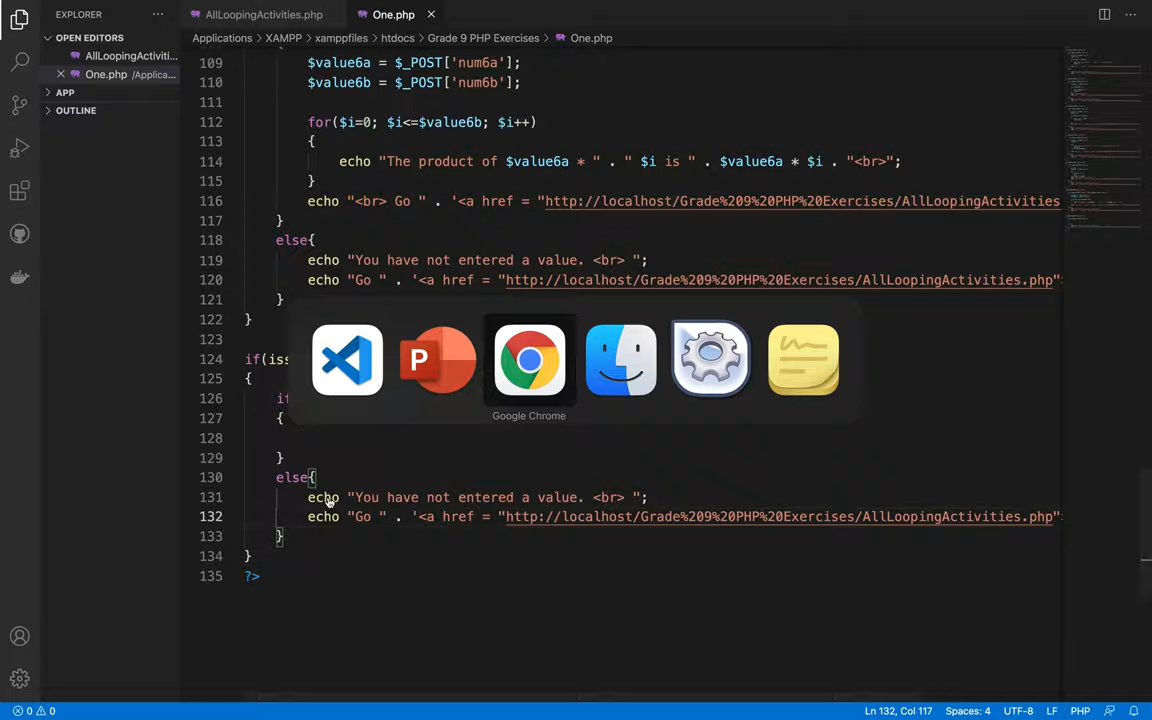 EXPLORER
AllLoopingActivities.php
One.php
OPEN EDITORS
AllLoopingActiviti...
One.php /Applica...
APP
OUTLINE
Applications > XAMPP > xamppfiles > htdocs > Grade 9 PHP Exercises > One.php
109 $value6a = $_POST['num6a'];
110 $value6b = $_POST['num6b'];
111
112 for($i=0; $i<=$value6b; $i++)
113 {
114 echo "The product of $value6a * " . " $i is " . $value6a * $i . "<br>";
115 }
116 echo "<br> Go " . '<a href = "http://localhost/Grade%209%20PHP%20Exercises/AllLoopingActivities
117 }
118 else{
119 echo "You have not entered a value. <br> ";
120 echo "Go " . '<a href = "http://localhost/Grade%209%20PHP%20Exercises/AllLoopingActivities.php"
121 }
122 }
123
124 if(iss
125 {
126 if
127 {
128
129 }
130 else{
131 echo "You have not entered a value. <br> ";
132 echo "Go " . '<a href = "http://localhost/Grade%209%20PHP%20Exercises/AllLoopingActivities.php"
133 }
134 }
135 ?>
P
Google Chrome
0 0
Ln 132, Col 117
Spaces: 4
UTF-8
LF
PHP